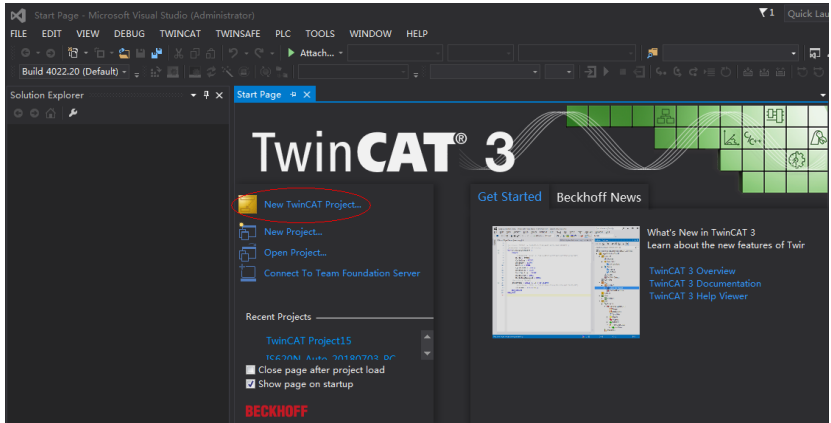 Start Page - Microsoft Visual Studio (Administrator)
1 Quick Lau
FILE EDIT VIEW DEBUG TWINCAT TWINSAFE PLC TOOLS WINDOW HELP
Attach...
Build 4022.20 (Default)
Solution Explorer
Start Page
TwinCAT® 3
C/C++
New TwinCAT Project...
New Project...
Open Project...
Connect To Team Foundation Server
Recent Projects
TwinCAT Project15
IS620N_Auto_20180703_PC
Close page after project load
Show page on startup
BECKHOFF
Get Started Beckhoff News
What's New in TwinCAT 3
Learn about the new features of Twir
TwinCAT 3 Overview
TwinCAT 3 Documentation
TwinCAT 3 Help Viewer